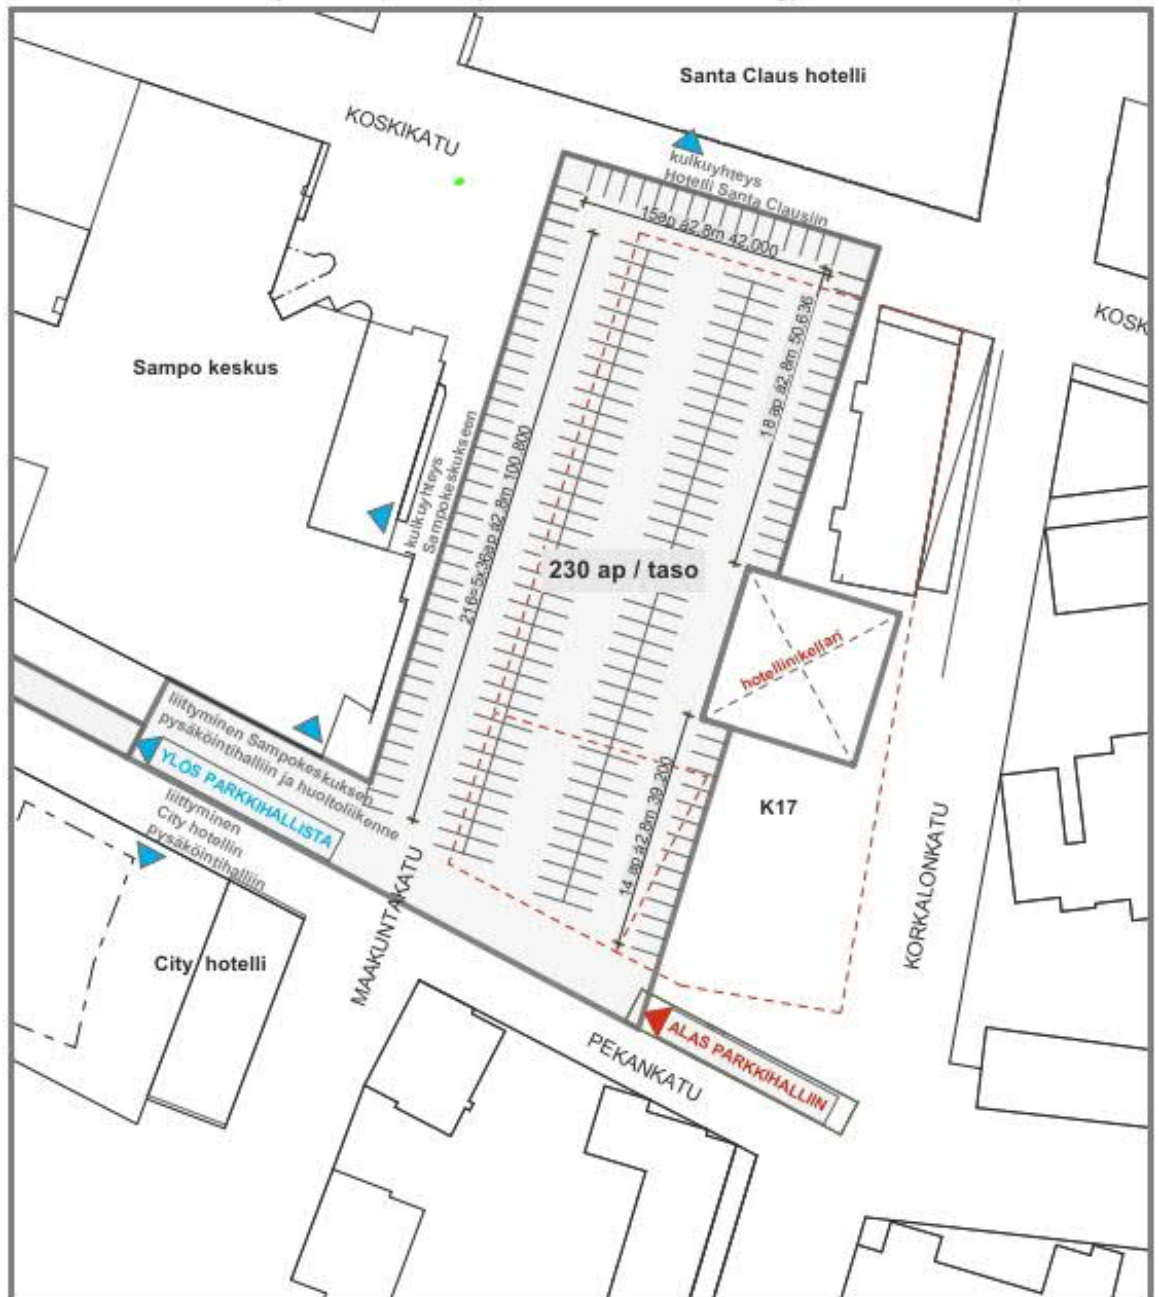 Santa Claus hotelli
KOSKIKATU
kulkuyhteys
Hotelli Santa Clausiin
15ap á2.8m 42.000
KOSK
18 ap á2.8m 50.636
Sampo keskus
kulkuyhteys
Sampokeskukseen
216=5x36ap á2.8m 100.800
230 ap / taso
hotellinikellari
liittyminen Sampokeskuksen
pysäköintihalliin ja huoltoliikenne
YLÖS PARKKIHALLISTA
liittyminen
City hotellin
pysäköintihalliin
14 ap á2.8m 39.200
K17
MAAKUNTAKATU
KORKALONKATU
City hotelli
ALAS PARKKIHALLIIN
PEKANKATU